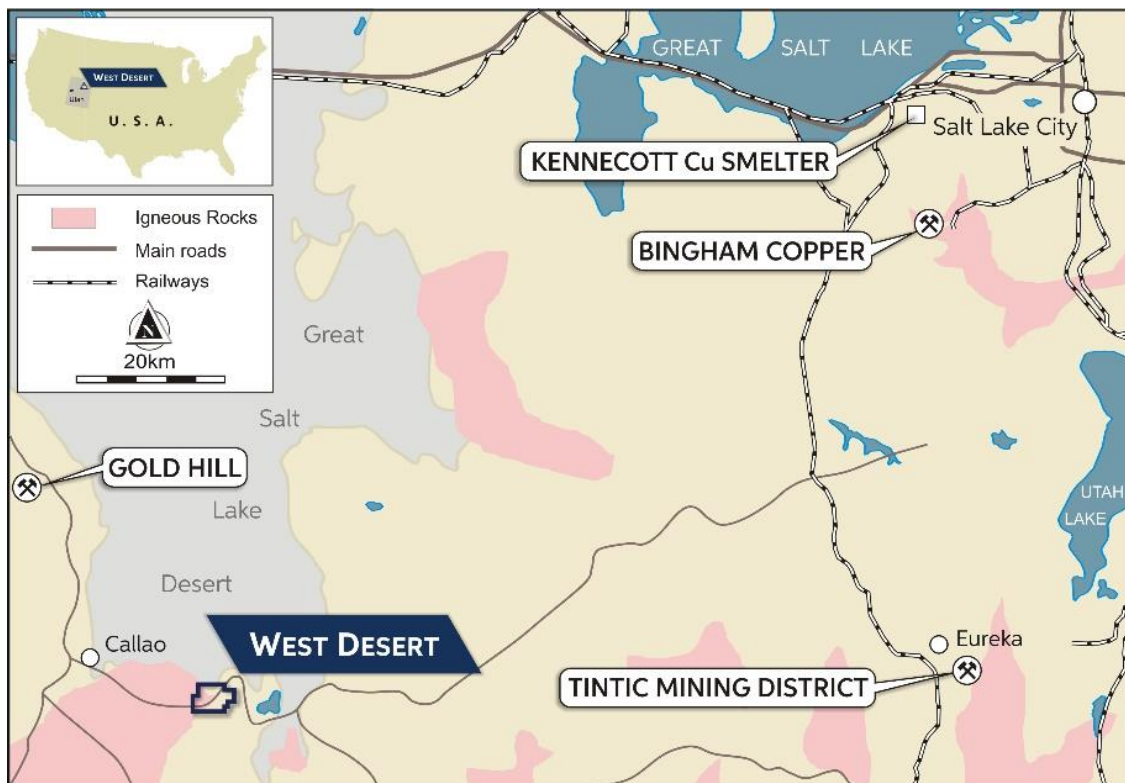 WEST DESERT
Utah
U. S. A.
Igneous Rocks
Main roads
Railways
N
20km
GREAT SALT LAKE
Salt Lake City
KENNECOTT Cu SMELTER
BINGHAM COPPER
Great
Salt
Lake
Desert
GOLD HILL
UTAH
LAKE
Callao
WEST DESERT
Eureka
TINTIC MINING DISTRICT